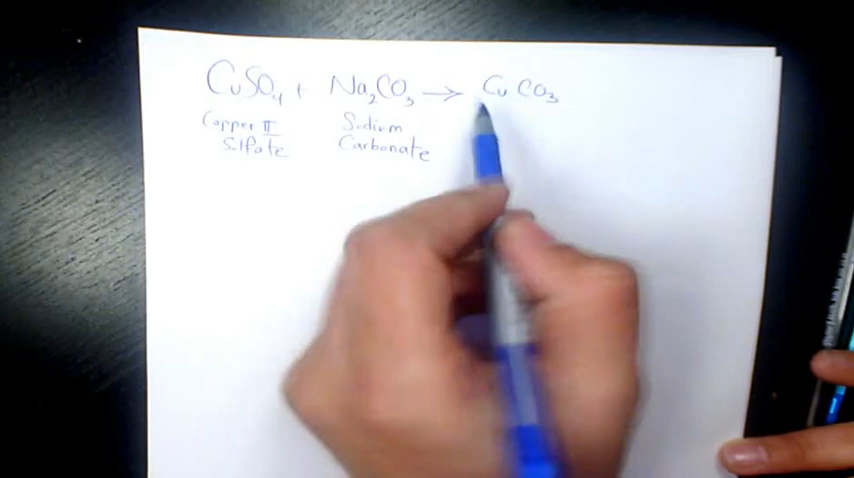 CuSO₄ + Na₂CO₃ → CuCO₃
Copper II Sodium
Sulfate Carbonate